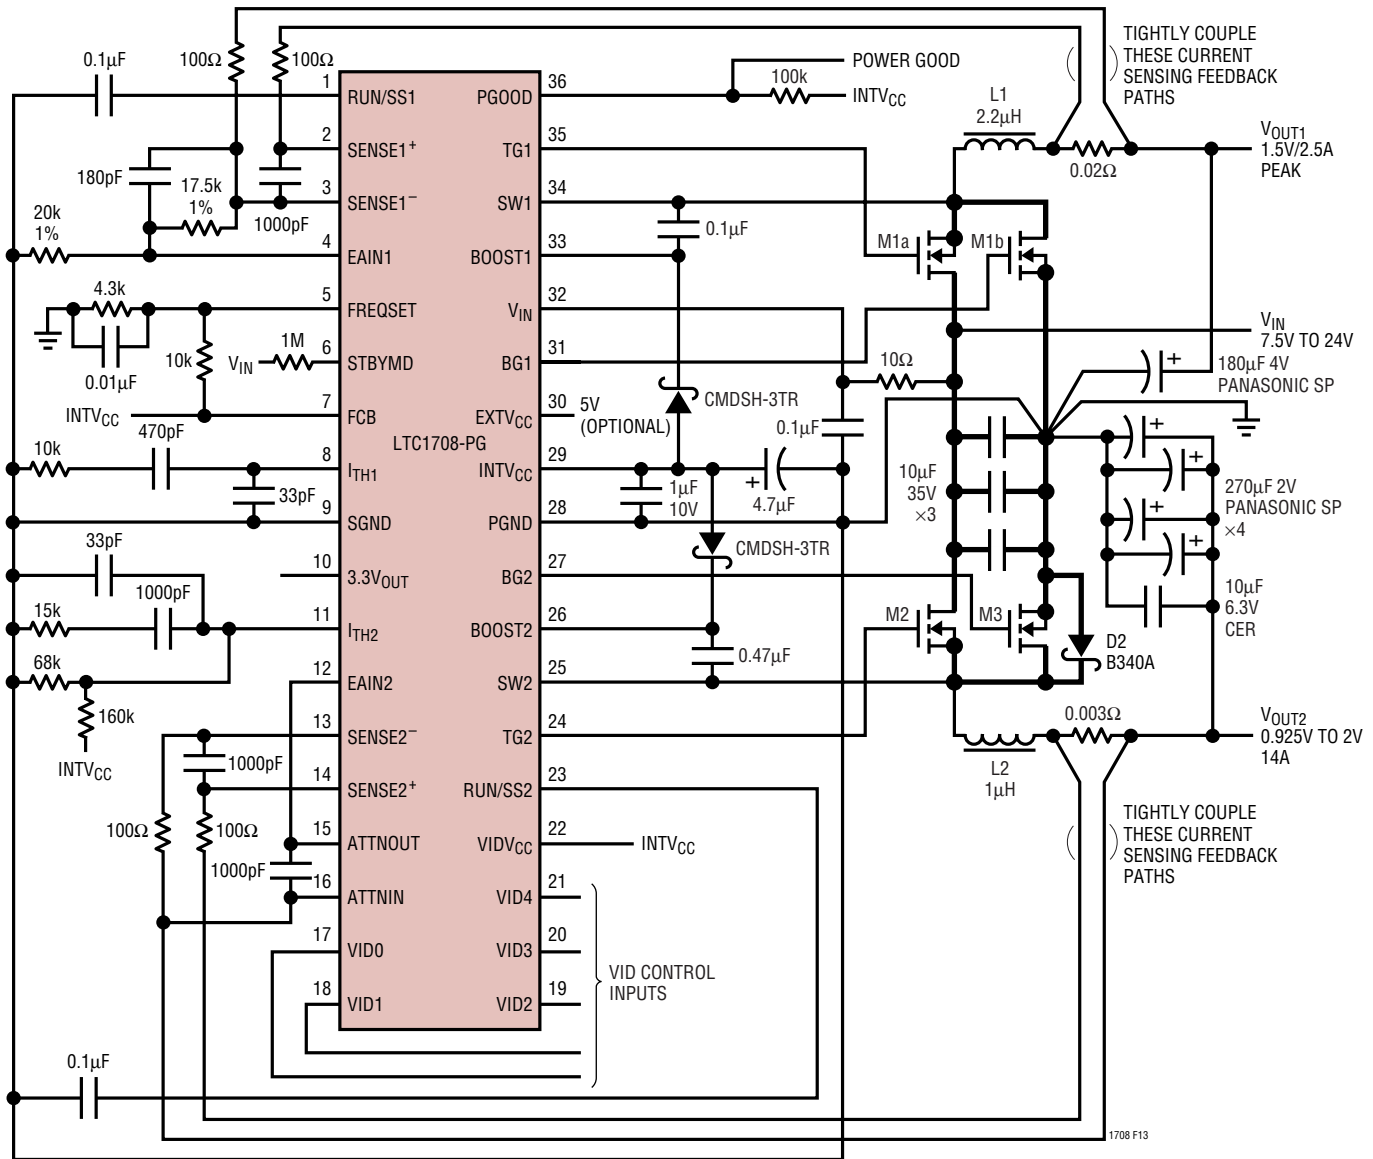 0.1µF
100Ω
100Ω
TIGHTLY COUPLE
THESE CURRENT
SENSING FEEDBACK
PATHS
POWER GOOD
100k
INTVCC
1
RUN/SS1
PGOOD
36
L1
2.2µH
VOUT1
1.5V/2.5A
PEAK
0.02Ω
2
SENSE1+
TG1
35
180pF
17.5k
1%
1000pF
3
SENSE1–
SW1
34
20k
1%
0.1µF
4
EAIN1
BOOST1
33
M1a
M1b
4.3k
0.01µF
5
FREQSET
VIN
32
VIN
7.5V TO 24V
10k
VIN
1M
6
STBYMD
BG1
31
10Ω
180µF 4V
PANASONIC SP
INTVCC
7
FCB
EXTVCC
30
5V
(OPTIONAL)
CMDSH-3TR
0.1µF
LTC1708-PG
10k
470pF
33pF
8
ITH1
INTVCC
29
1µF
10V
4.7µF
10µF
35V
×3
270µF 2V
PANASONIC SP
×4
9
SGND
PGND
28
33pF
CMDSH-3TR
10
3.3VOUT
BG2
27
10µF
6.3V
CER
15k
1000pF
11
ITH2
BOOST2
26
M2
M3
D2
B340A
68k
160k
INTVCC
0.47µF
12
EAIN2
SW2
25
13
SENSE2–
TG2
24
0.003Ω
L2
1µH
VOUT2
0.925V TO 2V
14A
1000pF
14
SENSE2+
RUN/SS2
23
100Ω
100Ω
15
ATTNOUT
VIDVCC
22
INTVCC
TIGHTLY COUPLE
THESE CURRENT
SENSING FEEDBACK
PATHS
1000pF
16
ATTNIN
VID4
21
17
VID0
VID3
20
VID CONTROL
INPUTS
18
VID1
VID2
19
0.1µF
1708 F13